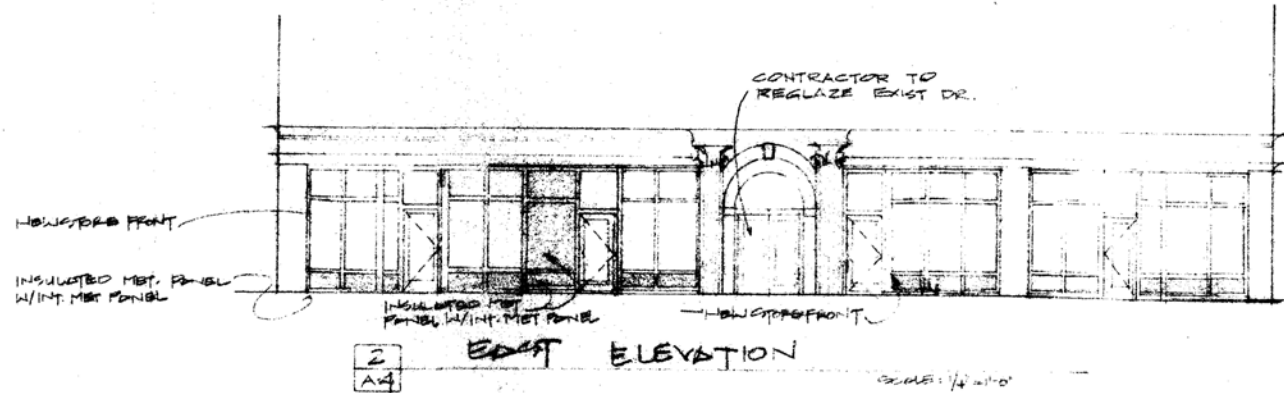 CONTRACTOR TO
REGLAZE EXIST DR.
NEW STORE FRONT
INSULATED MET. PANEL
W/INT. MET PANEL
INSULATED MET
PANEL W/INT. MET PANEL
NEW STOREFRONT
2
A4
EAST ELEVATION
SCALE: 1/4"=1'-0"